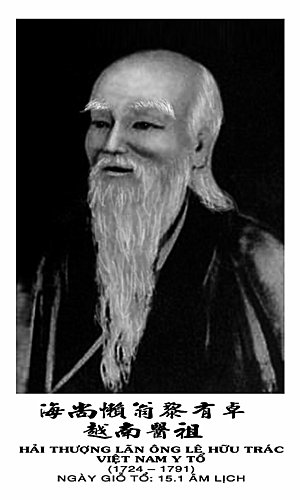 海尚懶翁黎有卓
越南醫祖
HẢI THƯỢNG LÃN ÔNG LÊ HỮU TRÁC
VIỆT NAM Y TỔ
(1724 – 1791)
NGÀY GIỖ TỔ: 15.1 ÂM LỊCH